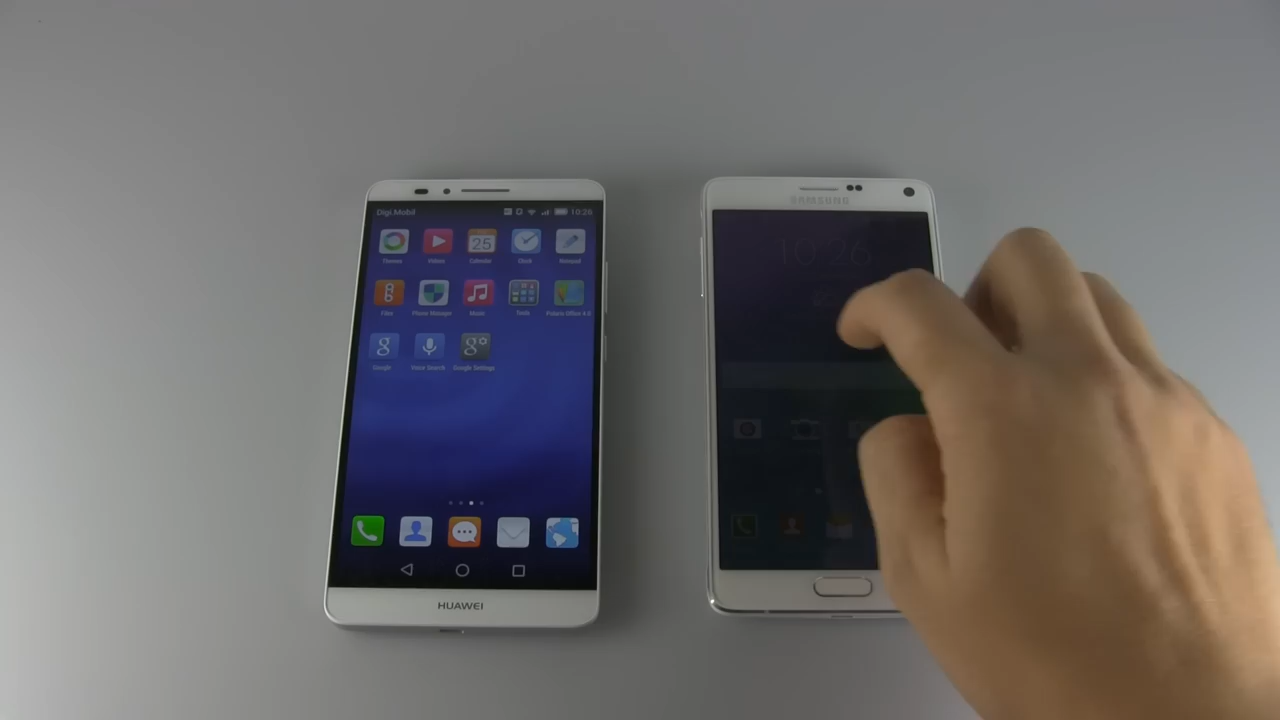 Digi.Mobil
10:26
Themes
Videos
25
Calendar
Clock
Notepad
Files
Phone Manager
Music
Tools
Polaris Office 4.0
Google
Voice Search
Google Settings
HUAWEI
SAMSUNG
10:26